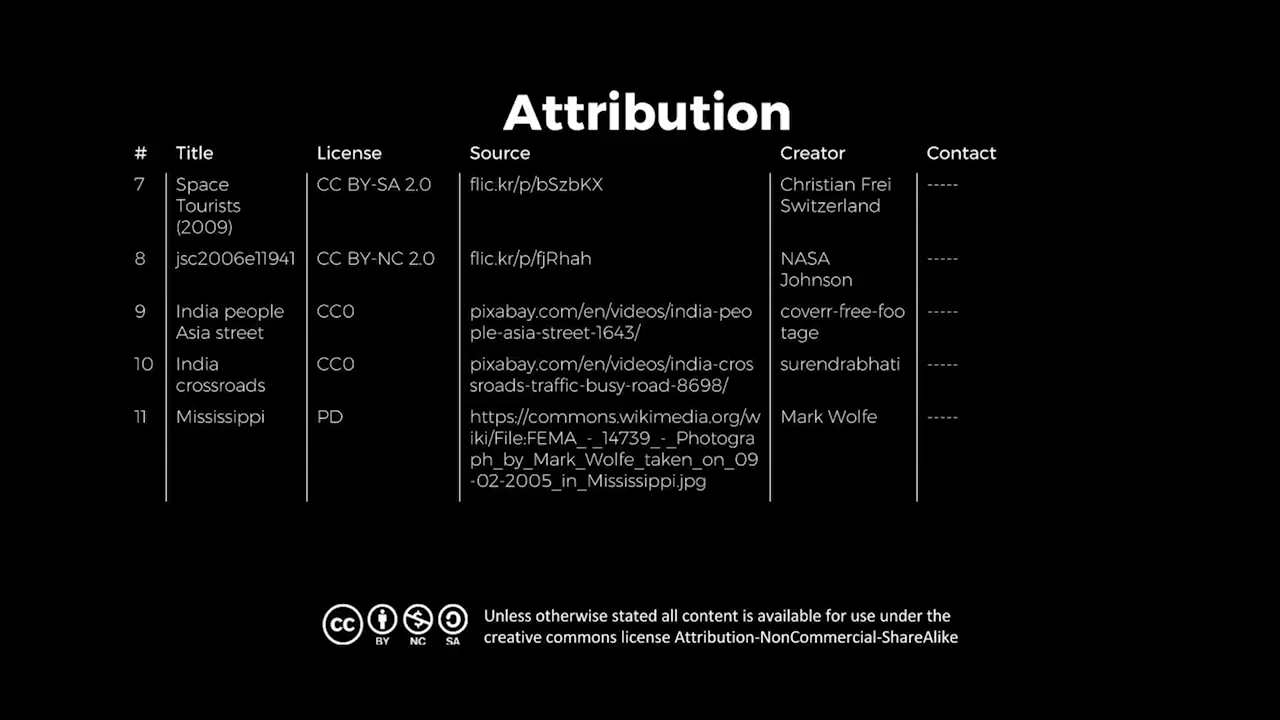 Attribution
# Title License Source Creator Contact
7 Space CC BY-SA 2.0 flic.kr/p/bSzbKX Christian Frei -----
Tourists Switzerland
(2009)
8 jsc2006e11941 CC BY-NC 2.0 flic.kr/p/fjRhah NASA -----
Johnson
9 India people CC0 pixabay.com/en/videos/india-peo coverr-free-foo -----
Asia street ple-asia-street-1643/ tage
10 India CC0 pixabay.com/en/videos/india-cros surendrabhati -----
crossroads sroads-traffic-busy-road-8698/
11 Mississippi PD https://commons.wikimedia.org/w Mark Wolfe -----
iki/File:FEMA_-_14739_-_Photogra
ph_by_Mark_Wolfe_taken_on_09
-02-2005_in_Mississippi.jpg
cc BY NC SA
Unless otherwise stated all content is available for use under the
creative commons license Attribution-NonCommercial-ShareAlike